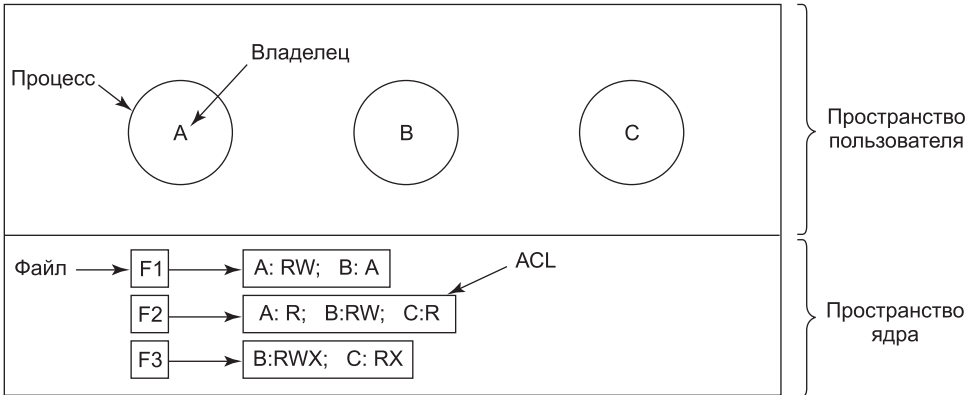 Владелец
Процесс
A
B
C
Пространство
пользователя
Файл
F1
A: RW; B: A
ACL
F2
A: R; B:RW; C:R
F3
B:RWX; C: RX
Пространство
ядра